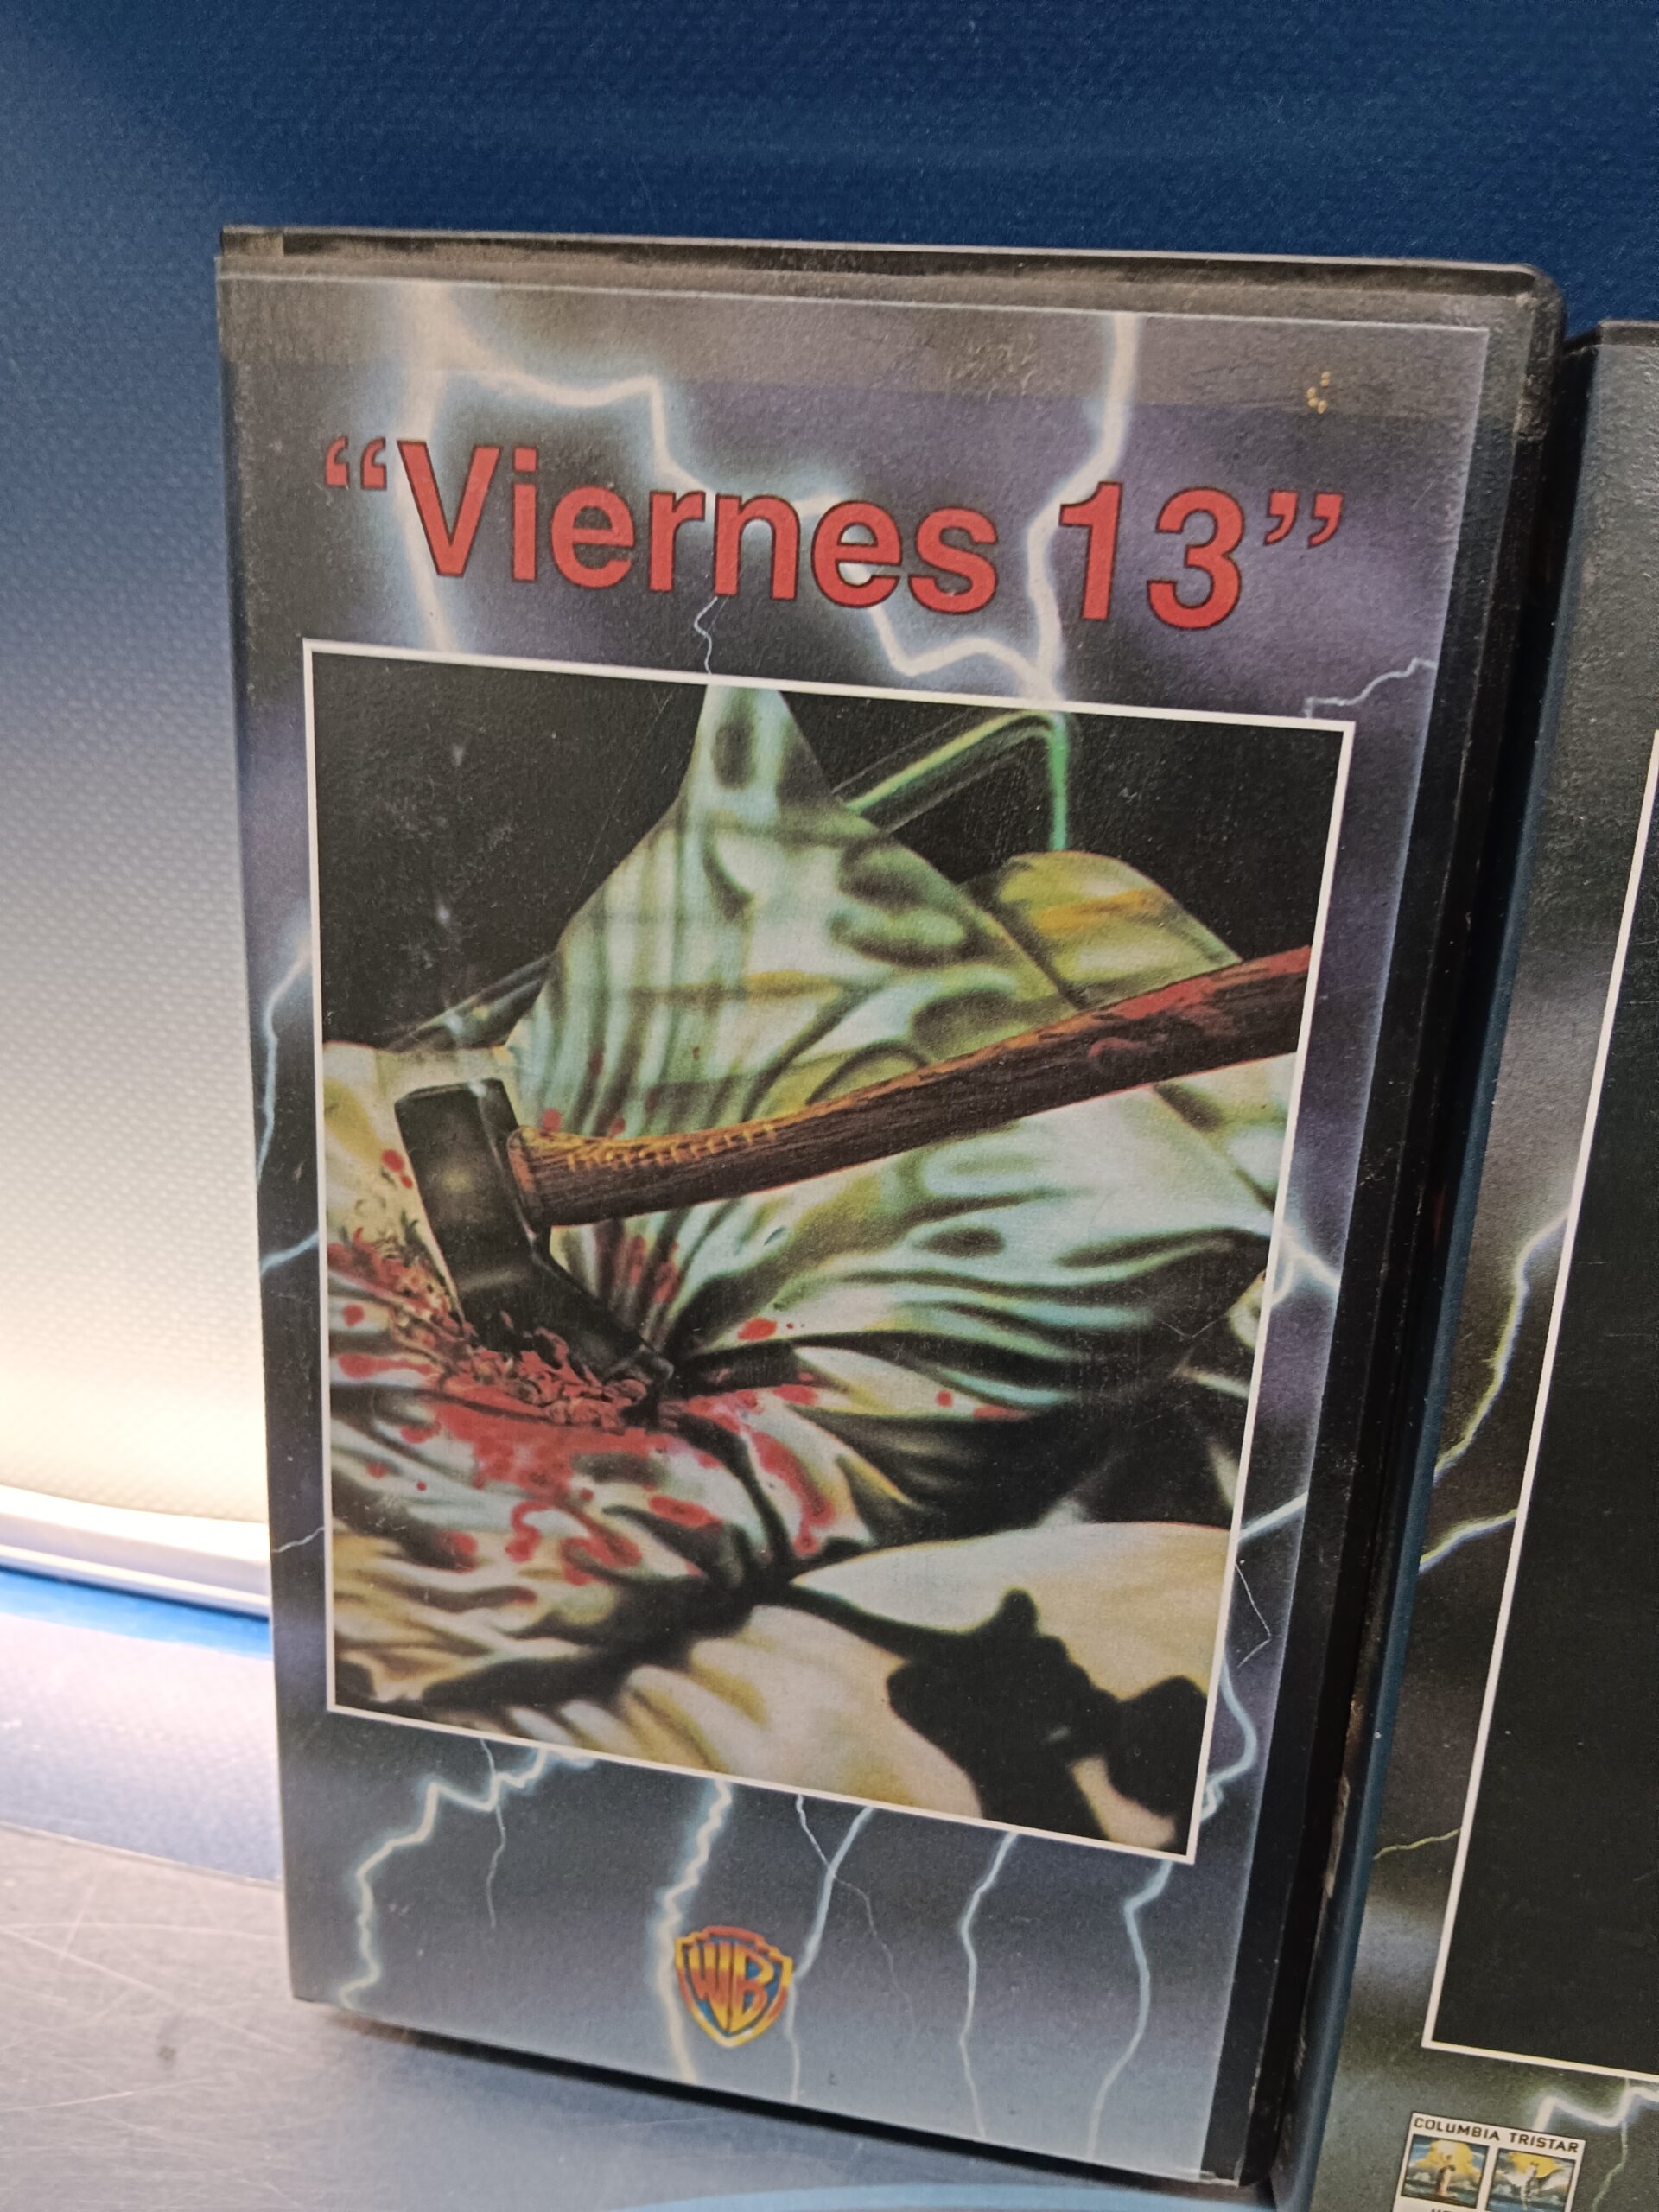 “Viernes 13”
WB
COLUMBIA TRISTAR